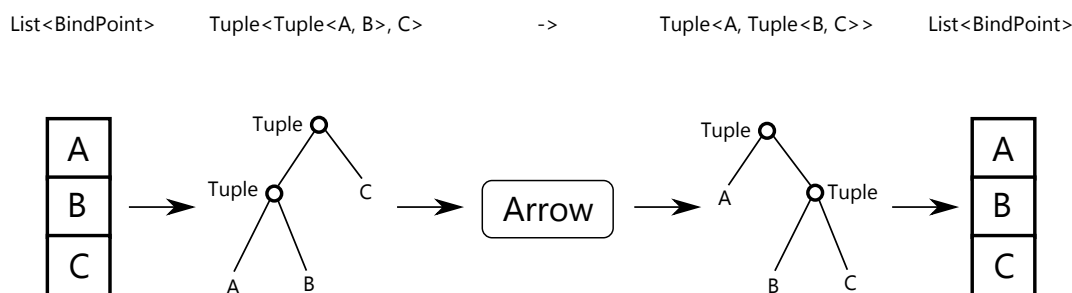 List<BindPoint> Tuple<Tuple<A, B>, C> -> Tuple<A, Tuple<B, C>> List<BindPoint>
A
B
C
Tuple
Tuple
C
A
B
Arrow
Tuple
A
Tuple
B
C
A
B
C